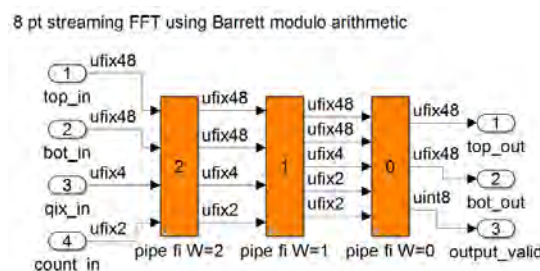 8 pt streaming FFT using Barrett modulo arithmetic
ufix48
1
top_in
ufix48
2
bot_in
ufix4
3
qix_in
ufix2
4
count_in
2
pipe fi W=2
ufix48
ufix48
ufix4
ufix2
1
pipe fi W=1
ufix48
ufix48
ufix4
ufix2
ufix2
0
pipe fi W=0
ufix48
1
top_out
ufix48
2
bot_out
uint8
3
output_valid